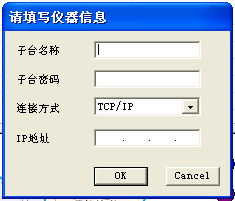 请填写仪器信息
子台名称
子台密码
连接方式 TCP/IP
IP地址 . . .
OK Cancel